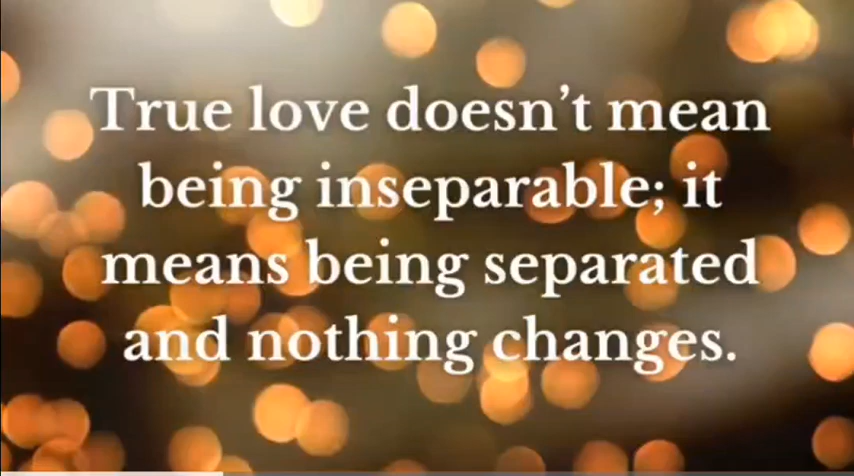 True love doesn’t mean
being inseparable; it
means being separated
and nothing changes.